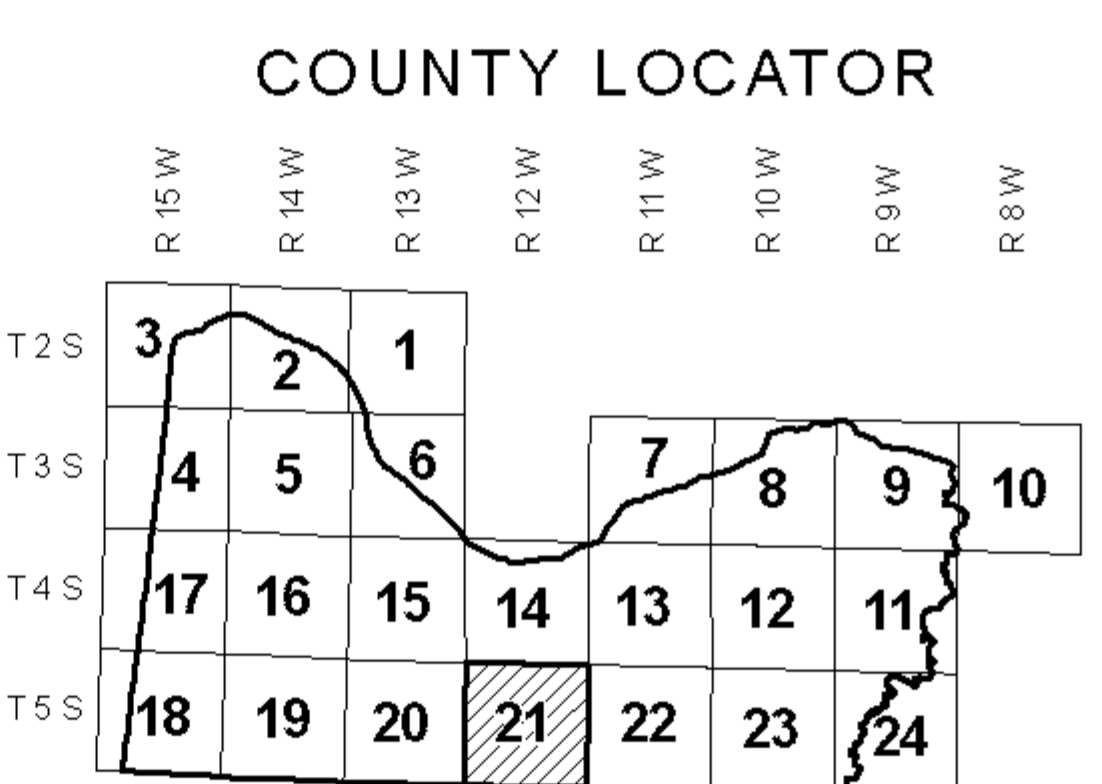 COUNTY LOCATOR
R 15 W R 14 W R 13 W R 12 W R 11 W R 10 W R 9 W R 8 W
T 2 S 3 2 1
T 3 S 4 5 6 7 8 9 10
T 4 S 17 16 15 14 13 12 11
T 5 S 18 19 20 21 22 23 24